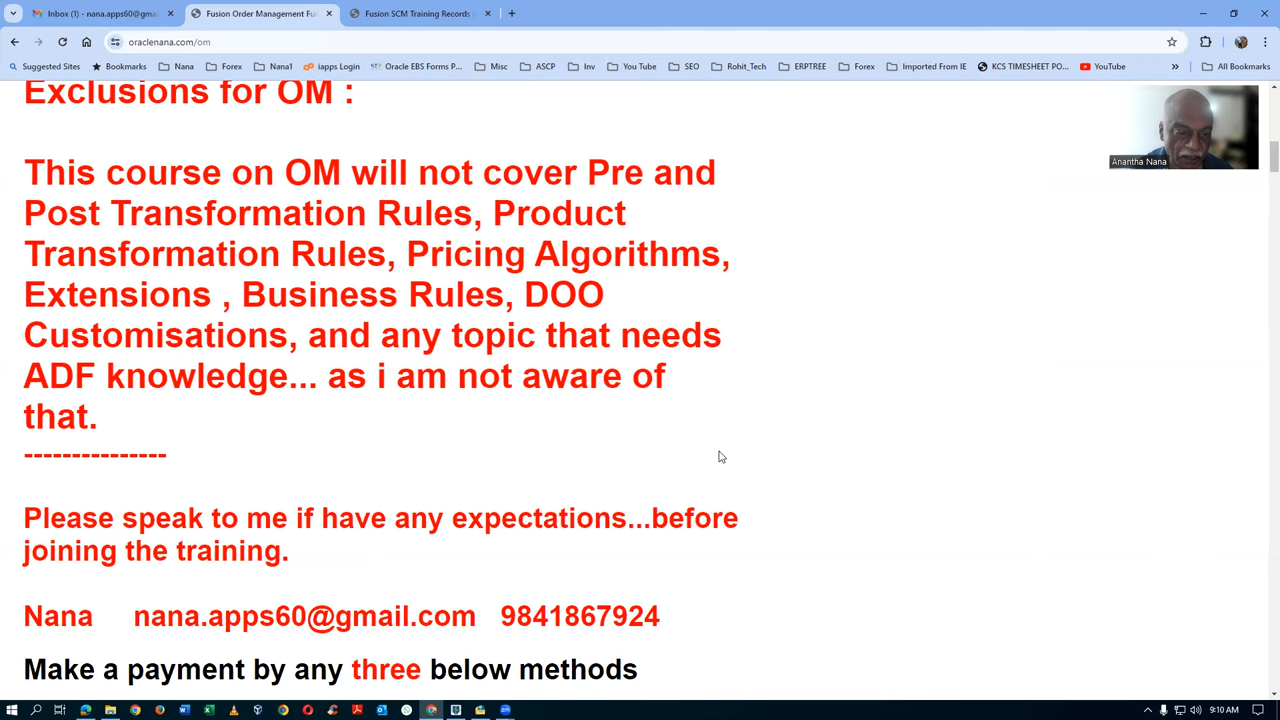 Inbox (1) - nana.apps60@gmai
Fusion Order Management Fu
Fusion SCM Training Records
oraclenana.com/om
Suggested Sites
Bookmarks
Nana
Forex
Nana1
iapps Login
Oracle EBS Forms P...
Misc
ASCP
Inv
You Tube
SEO
Rohit_Tech
ERPTREE
Forex
Imported From IE
KCS TIMESHEET PO...
YouTube
All Bookmarks
Exclusions for OM :
Anantha Nana
This course on OM will not cover Pre and
Post Transformation Rules, Product
Transformation Rules, Pricing Algorithms,
Extensions , Business Rules, DOO
Customisations, and any topic that needs
ADF knowledge... as i am not aware of
that.
---------------
Please speak to me if have any expectations...before
joining the training.
Nana nana.apps60@gmail.com 9841867924
Make a payment by any three below methods
9:10 AM